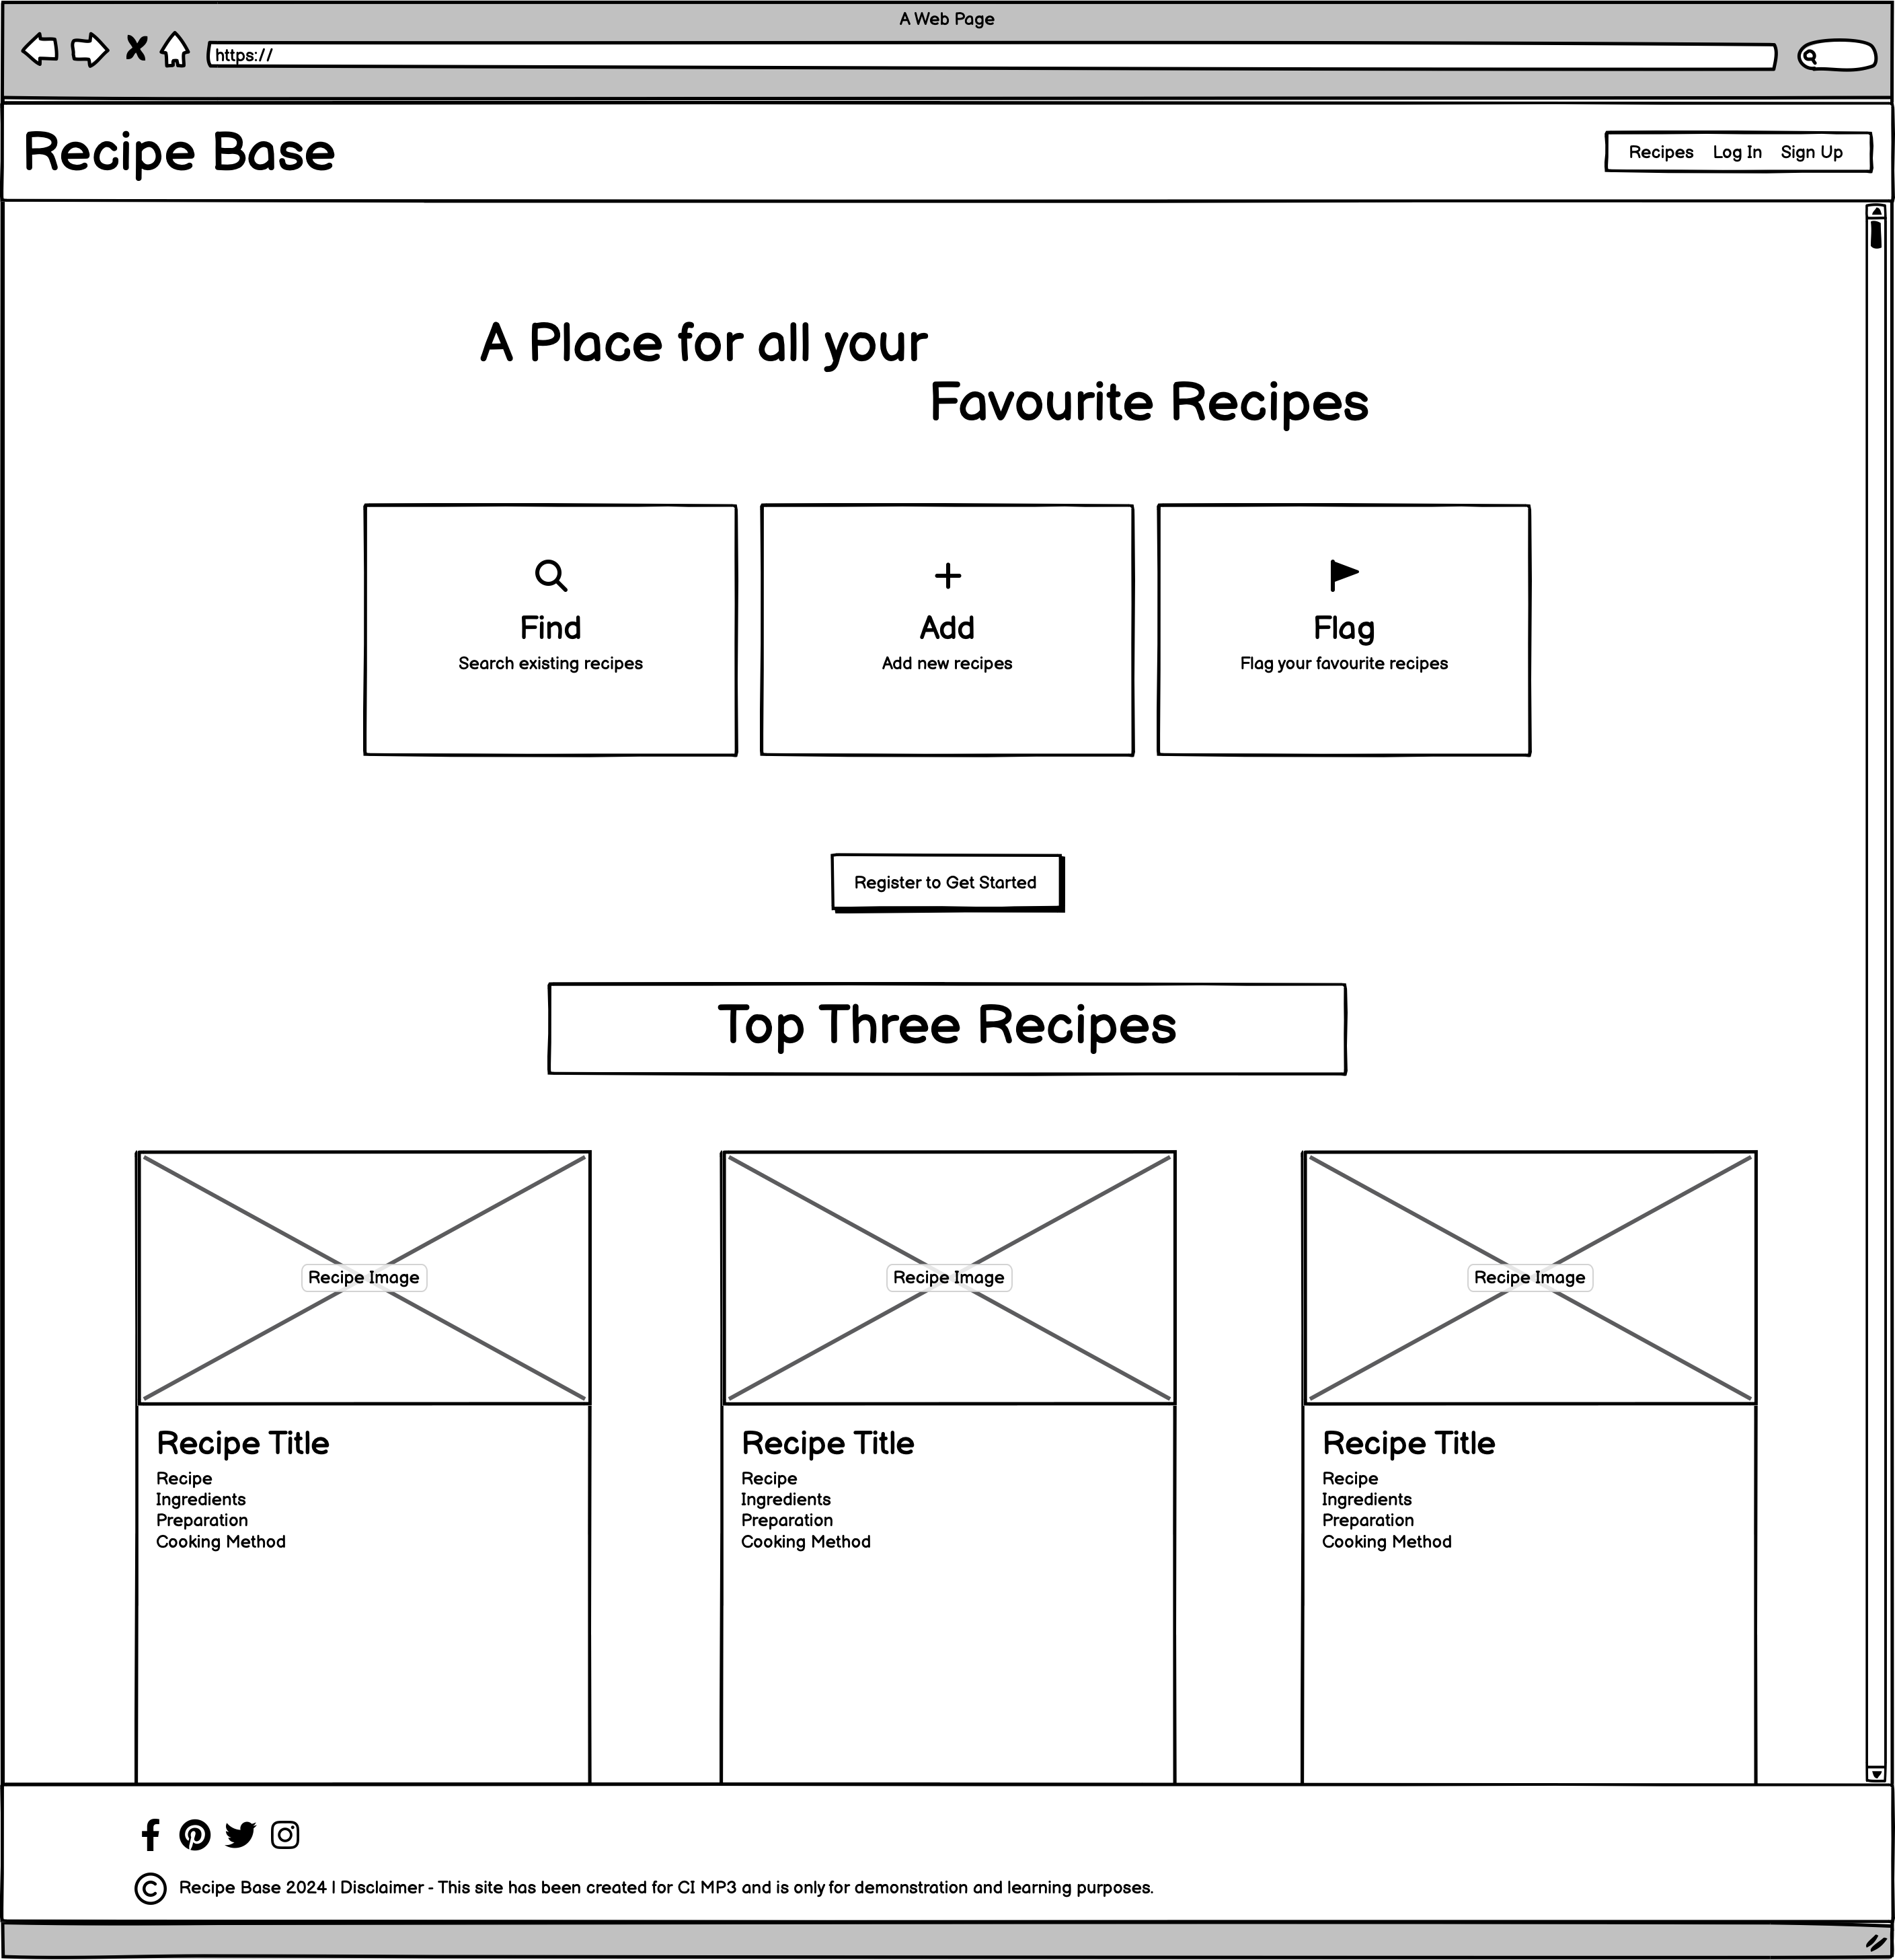 A Web Page
https://
Recipe Base
Recipes Log In Sign Up
A Place for all your
Favourite Recipes
Find
Search existing recipes
Add
Add new recipes
Flag
Flag your favourite recipes
Register to Get Started
Top Three Recipes
Recipe Image
Recipe Title
Recipe
Ingredients
Preparation
Cooking Method
Recipe Image
Recipe Title
Recipe
Ingredients
Preparation
Cooking Method
Recipe Image
Recipe Title
Recipe
Ingredients
Preparation
Cooking Method
© Recipe Base 2024 | Disclaimer - This site has been created for CI MP3 and is only for demonstration and learning purposes.